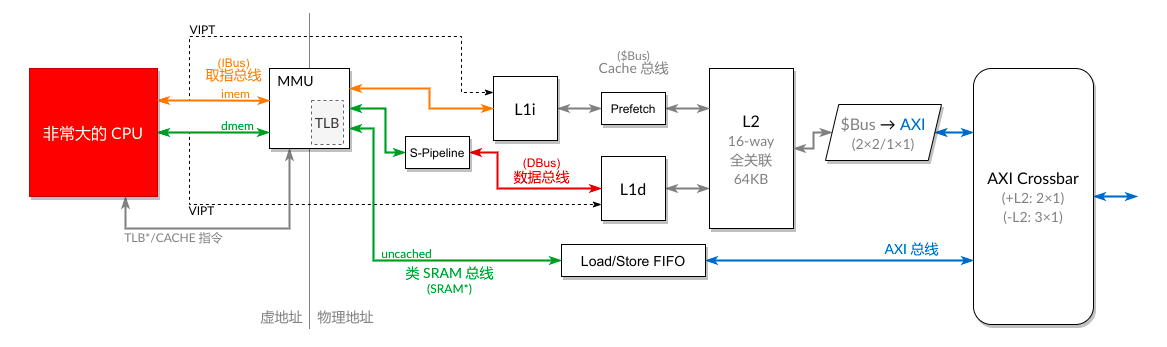 VIPT
(IBus)
取指总线
imem
非常大的 CPU
dmem
MMU
TLB
S-Pipeline
L1i
($Bus)
Cache 总线
Prefetch
(DBus)
数据总线
L1d
L2
16-way
全关联
64KB
$Bus → AXI
(2×2/1×1)
AXI Crossbar
(+L2: 2×1)
(-L2: 3×1)
VIPT
TLB*/CACHE 指令
uncached
类 SRAM 总线
(SRAM*)
Load/Store FIFO
AXI 总线
虚地址
物理地址